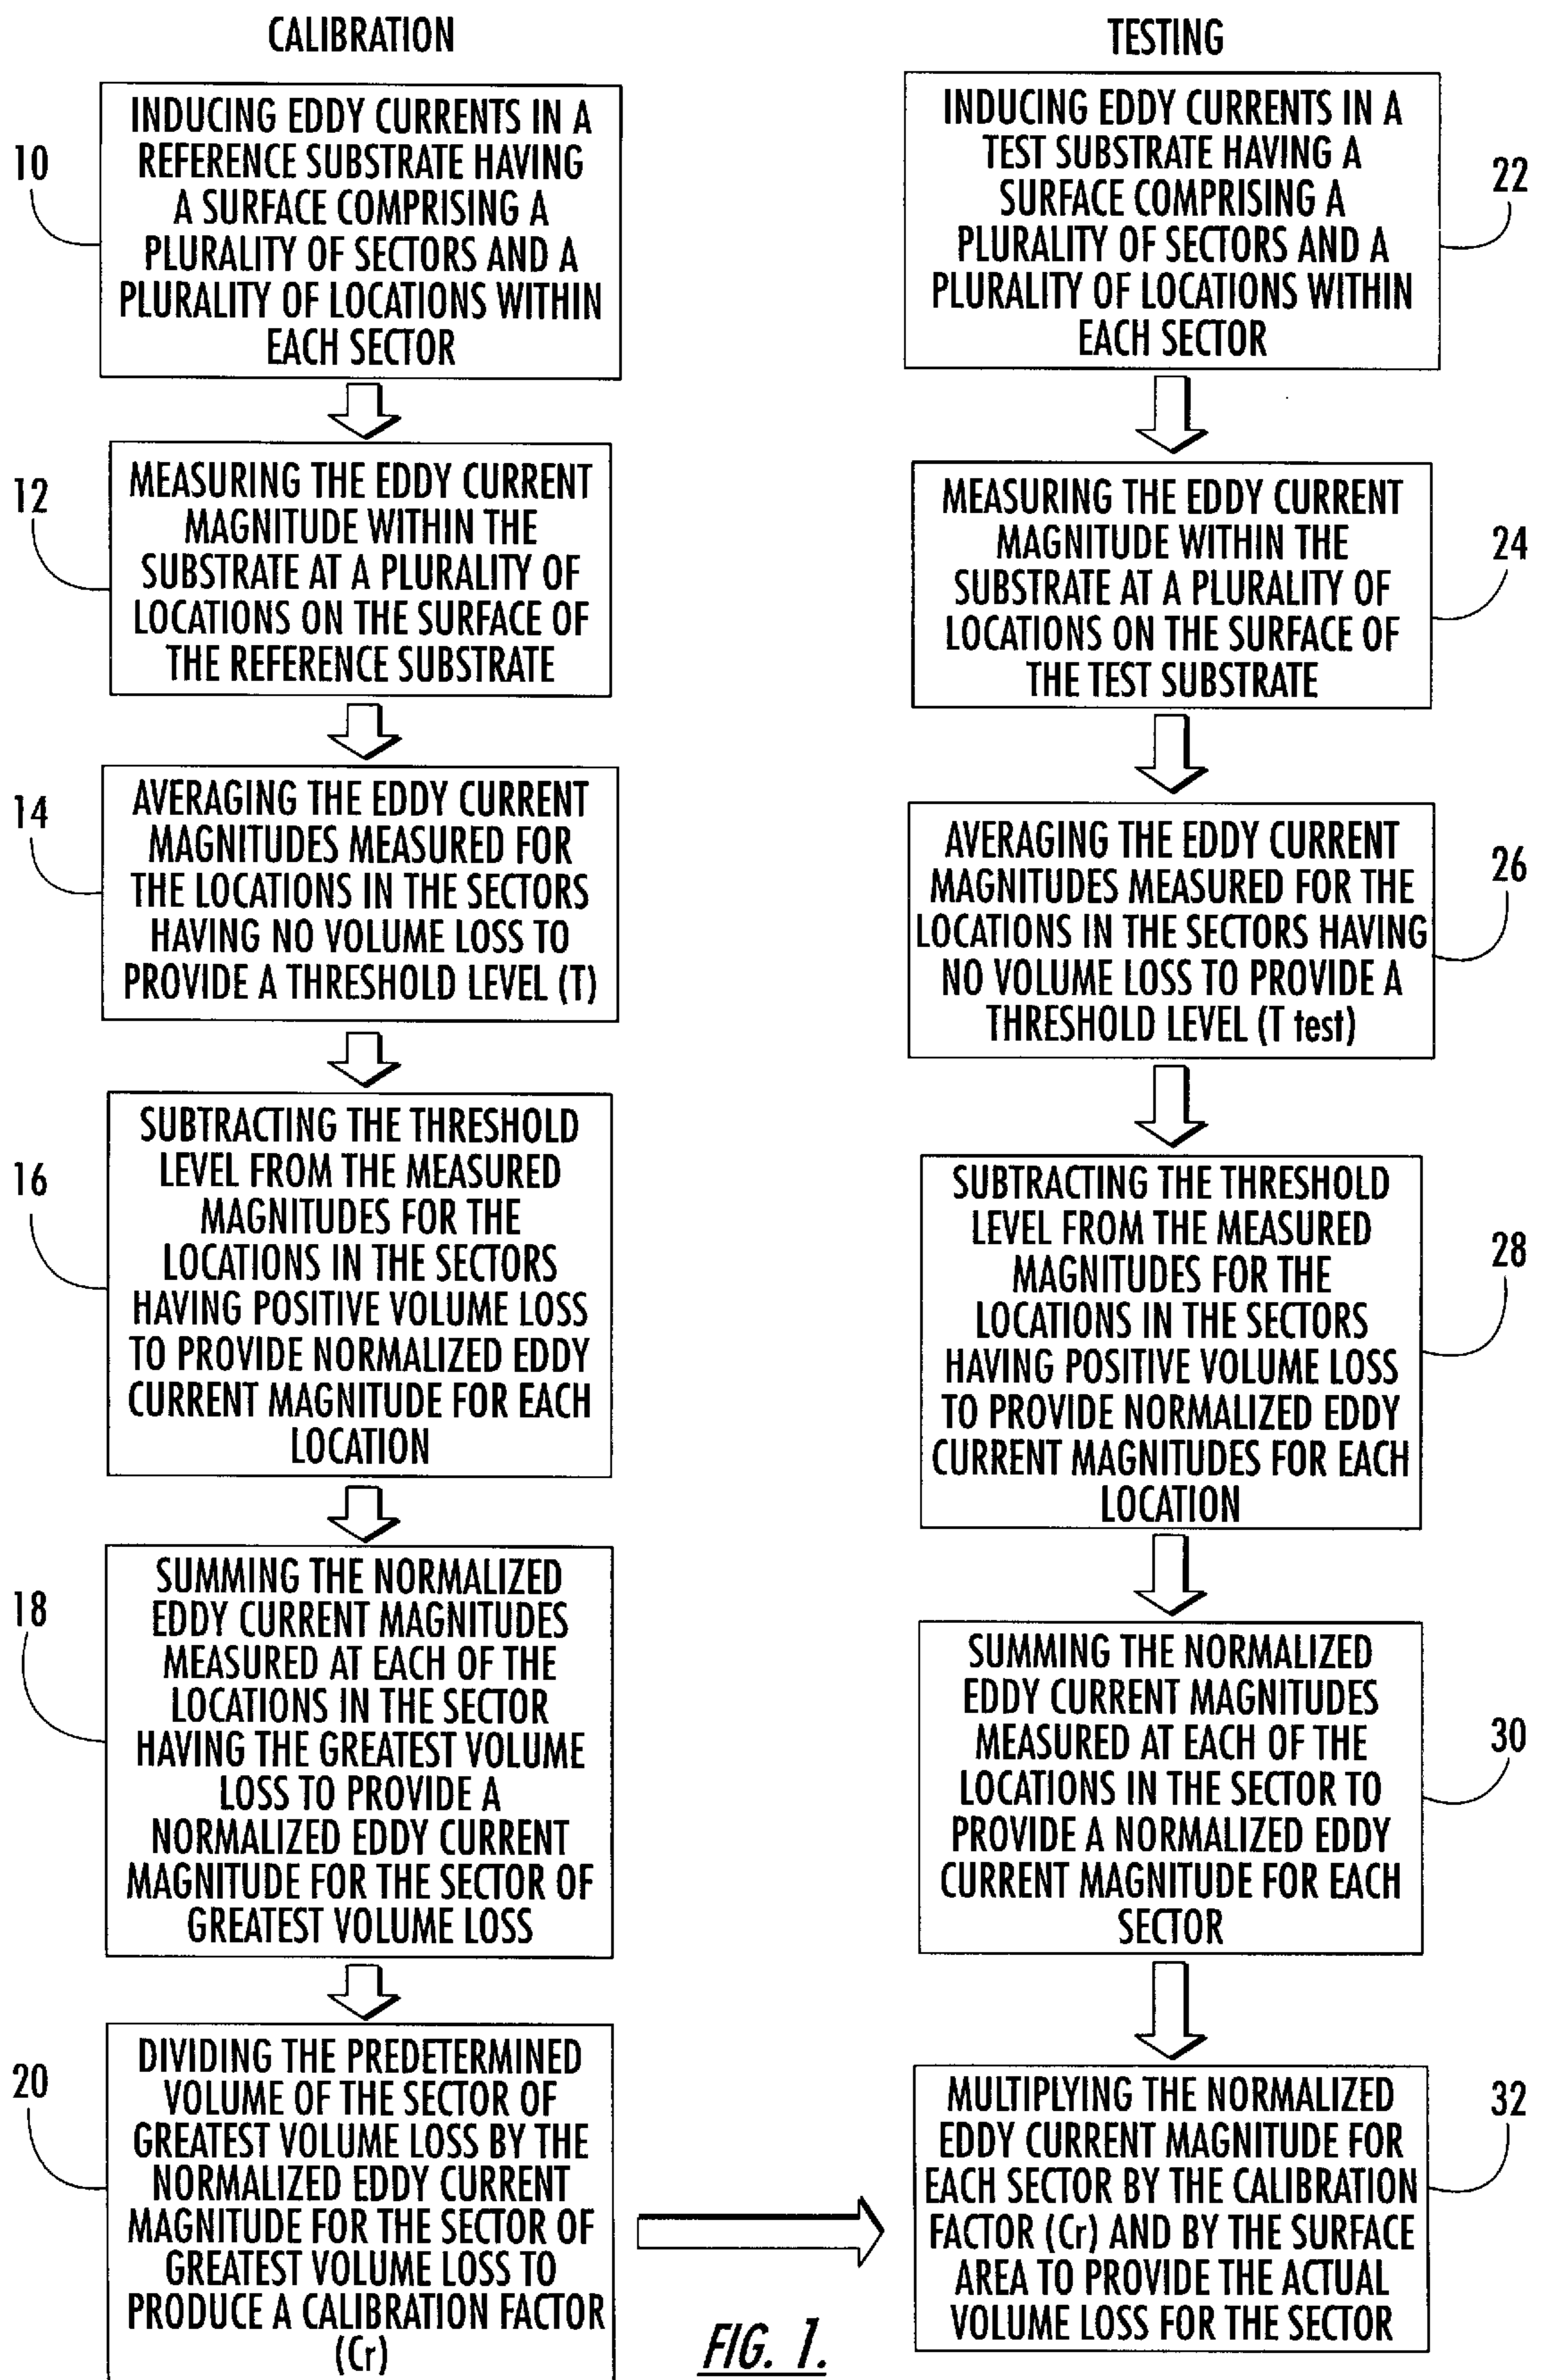 CALIBRATION
10
INDUCING EDDY CURRENTS IN A
REFERENCE SUBSTRATE HAVING
A SURFACE COMPRISING A
PLURALITY OF SECTORS AND A
PLURALITY OF LOCATIONS WITHIN
EACH SECTOR
12
MEASURING THE EDDY CURRENT
MAGNITUDE WITHIN THE
SUBSTRATE AT A PLURALITY OF
LOCATIONS ON THE SURFACE OF
THE REFERENCE SUBSTRATE
14
AVERAGING THE EDDY CURRENT
MAGNITUDES MEASURED FOR
THE LOCATIONS IN THE SECTORS
HAVING NO VOLUME LOSS TO
PROVIDE A THRESHOLD LEVEL (T)
16
SUBTRACTING THE THRESHOLD
LEVEL FROM THE MEASURED
MAGNITUDES FOR THE
LOCATIONS IN THE SECTORS
HAVING POSITIVE VOLUME LOSS
TO PROVIDE NORMALIZED EDDY
CURRENT MAGNITUDE FOR EACH
LOCATION
18
SUMMING THE NORMALIZED
EDDY CURRENT MAGNITUDES
MEASURED AT EACH OF THE
LOCATIONS IN THE SECTOR
HAVING THE GREATEST VOLUME
LOSS TO PROVIDE A
NORMALIZED EDDY CURRENT
MAGNITUDE FOR THE SECTOR OF
GREATEST VOLUME LOSS
20
DIVIDING THE PREDETERMINED
VOLUME OF THE SECTOR OF
GREATEST VOLUME LOSS BY THE
NORMALIZED EDDY CURRENT
MAGNITUDE FOR THE SECTOR OF
GREATEST VOLUME LOSS TO
PRODUCE A CALIBRATION FACTOR
(Cr)
TESTING
22
INDUCING EDDY CURRENTS IN A
TEST SUBSTRATE HAVING A
SURFACE COMPRISING A
PLURALITY OF SECTORS AND A
PLURALITY OF LOCATIONS WITHIN
EACH SECTOR
24
MEASURING THE EDDY CURRENT
MAGNITUDE WITHIN THE
SUBSTRATE AT A PLURALITY OF
LOCATIONS ON THE SURFACE OF
THE TEST SUBSTRATE
26
AVERAGING THE EDDY CURRENT
MAGNITUDES MEASURED FOR THE
LOCATIONS IN THE SECTORS HAVING
NO VOLUME LOSS TO PROVIDE A
THRESHOLD LEVEL (T test)
28
SUBTRACTING THE THRESHOLD
LEVEL FROM THE MEASURED
MAGNITUDES FOR THE
LOCATIONS IN THE SECTORS
HAVING POSITIVE VOLUME LOSS
TO PROVIDE NORMALIZED EDDY
CURRENT MAGNITUDES FOR EACH
LOCATION
30
SUMMING THE NORMALIZED
EDDY CURRENT MAGNITUDES
MEASURED AT EACH OF THE
LOCATIONS IN THE SECTOR TO
PROVIDE A NORMALIZED EDDY
CURRENT MAGNITUDE FOR EACH
SECTOR
32
MULTIPLYING THE NORMALIZED
EDDY CURRENT MAGNITUDE FOR
EACH SECTOR BY THE CALIBRATION
FACTOR (Cr) AND BY THE SURFACE
AREA TO PROVIDE THE ACTUAL
VOLUME LOSS FOR THE SECTOR
FIG. 1.